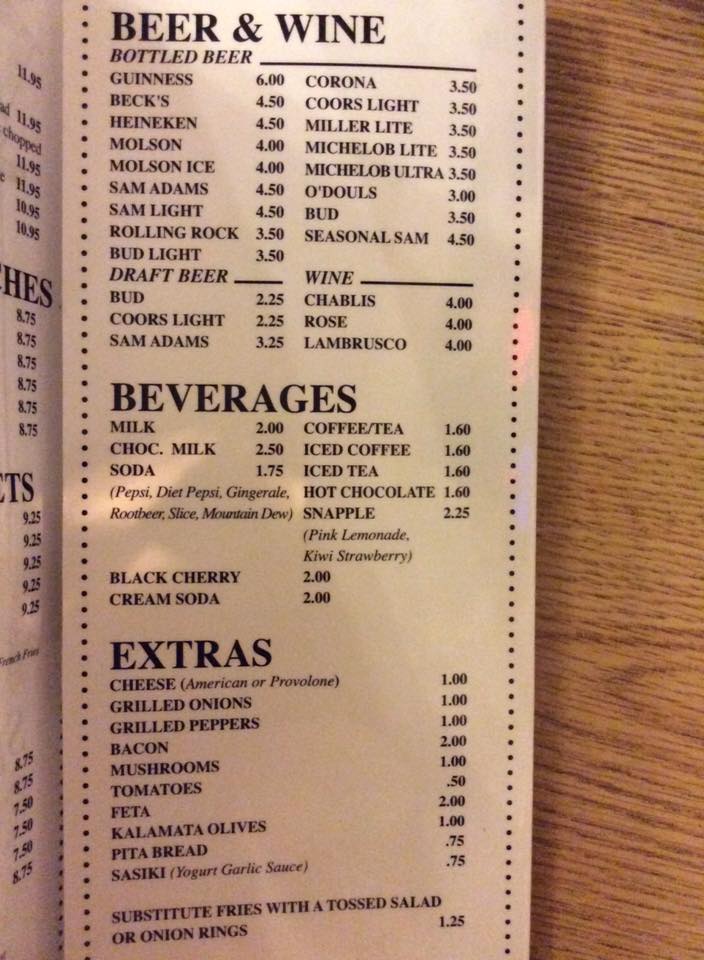 BEER & WINE
BOTTLED BEER
GUINNESS 6.00
BECK'S 4.50
HEINEKEN 4.50
MOLSON 4.00
MOLSON ICE 4.00
SAM ADAMS 4.50
SAM LIGHT 4.50
ROLLING ROCK 3.50
BUD LIGHT 3.50
CORONA 3.50
COORS LIGHT 3.50
MILLER LITE 3.50
MICHELOB LITE 3.50
MICHELOB ULTRA 3.50
O'DOULS 3.00
BUD 3.50
SEASONAL SAM 4.50
DRAFT BEER
BUD 2.25
COORS LIGHT 2.25
SAM ADAMS 3.25
WINE
CHABLIS 4.00
ROSE 4.00
LAMBRUSCO 4.00
BEVERAGES
MILK 2.00
CHOC. MILK 2.50
SODA 1.75
(Pepsi, Diet Pepsi, Gingerale,
Rootbeer, Slice, Mountain Dew)
COFFEE/TEA 1.60
ICED COFFEE 1.60
ICED TEA 1.60
HOT CHOCOLATE 1.60
SNAPPLE 2.25
(Pink Lemonade,
Kiwi Strawberry)
BLACK CHERRY 2.00
CREAM SODA 2.00
EXTRAS
CHEESE (American or Provolone) 1.00
GRILLED ONIONS 1.00
GRILLED PEPPERS 1.00
BACON 2.00
MUSHROOMS 1.00
TOMATOES .50
FETA 2.00
KALAMATA OLIVES 1.00
PITA BREAD .75
SASIKI (Yogurt Garlic Sauce) .75
SUBSTITUTE FRIES WITH A TOSSED SALAD
OR ONION RINGS 1.25
11.95
11.95
chopped
11.95
11.95
10.95
10.95
8.75
8.75
8.75
8.75
8.75
8.75
9.25
9.25
9.25
9.25
9.25
French Fries
8.75
8.75
7.50
7.50
7.50
8.75